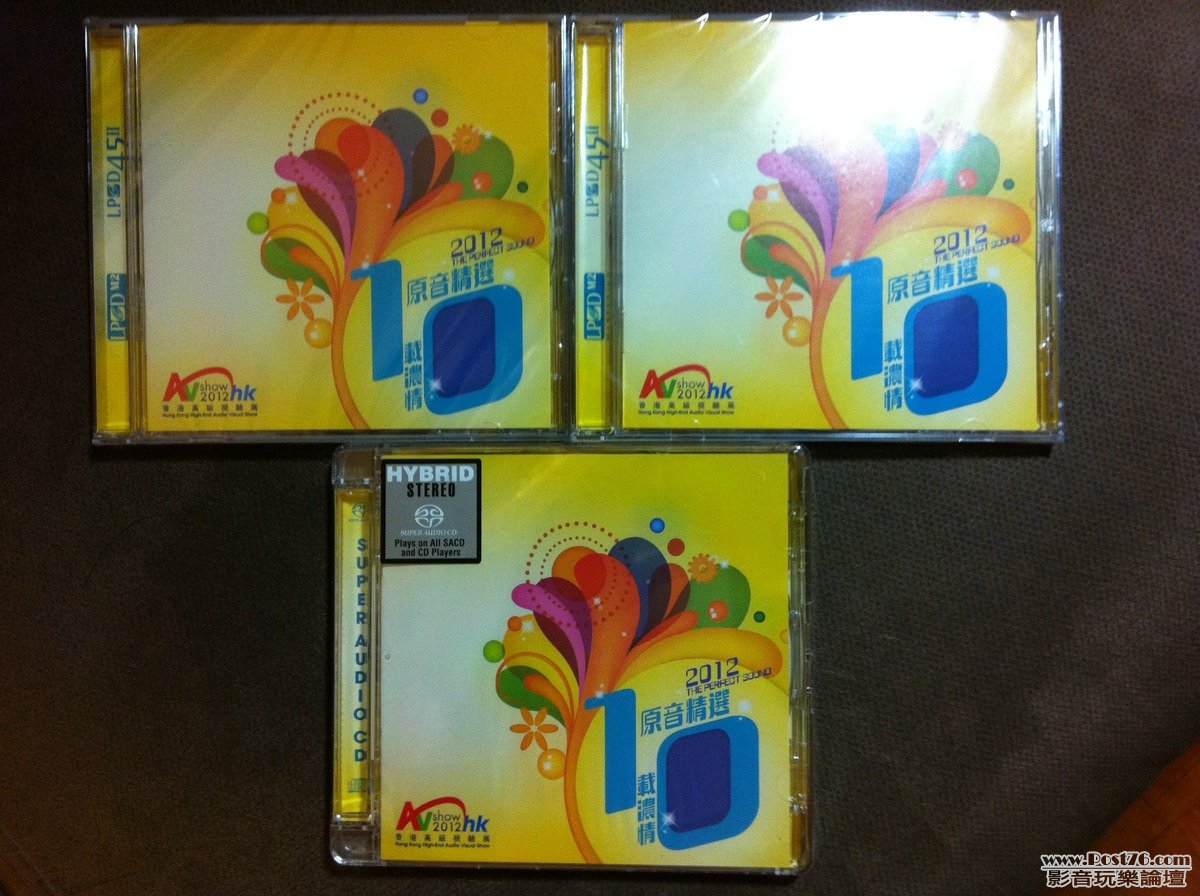 LPCD45II
LPCD M2
2012
THE PERFECT SOUND
原音精選
10
載濃情
AV show
2012 hk
香港高級視聽展
Hong Kong High-End Audio Visual Show
LPCD45II
LPCD M2
2012
THE PERFECT SOUND
原音精選
10
載濃情
AV show
2012 hk
香港高級視聽展
Hong Kong High-End Audio Visual Show
HYBRID
STEREO
SUPER AUDIO CD
Plays on All SACD
and CD Players
SUPER AUDIO CD
2012
THE PERFECT SOUND
原音精選
10
載濃情
AV show
2012 hk
香港高級視聽展
Hong Kong High-End Audio Visual Show
www.Post76.com
影音玩樂論壇